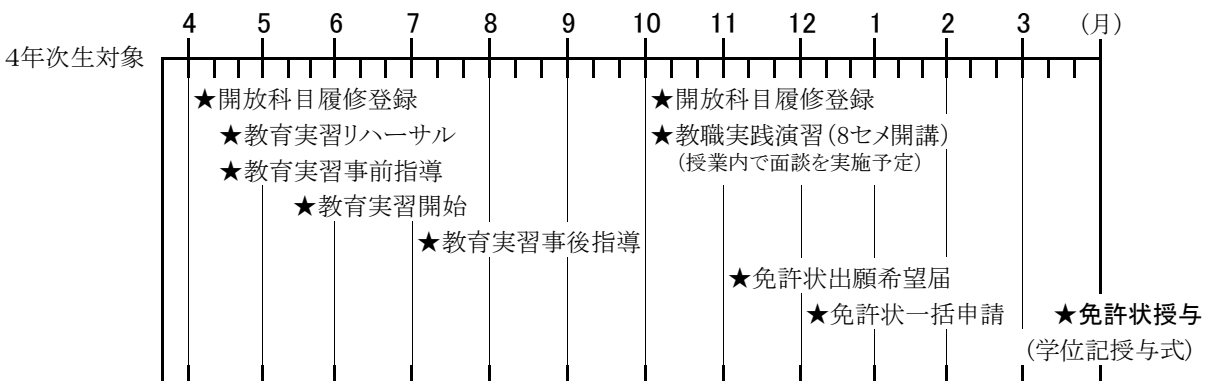 4 5 6 7 8 9 10 11 12 1 2 3 (月)
4年次生対象
★開放科目履修登録 ★開放科目履修登録
★教育実習リハーサル ★教職実践演習(8セメ開講)
(授業内で面談を実施予定)
★教育実習事前指導
★教育実習開始
★教育実習事後指導
★免許状出願希望届
★免許状一括申請 ★免許状授与
(学位記授与式)